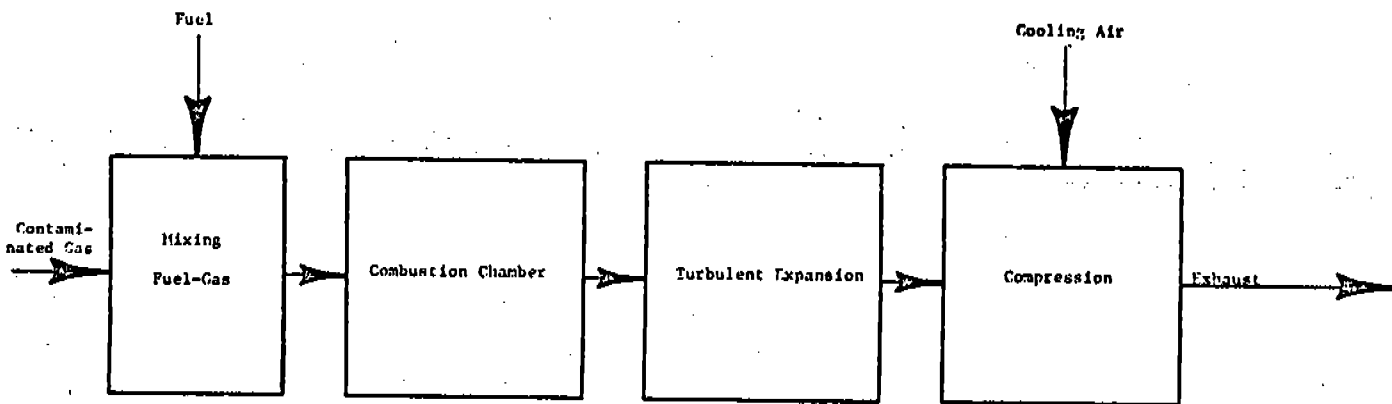 Fuel
Cooling Air
Contami-
nated Gas
Mixing
Fuel-Gas
Combustion Chamber
Turbulent Expansion
Compression
Exhaust